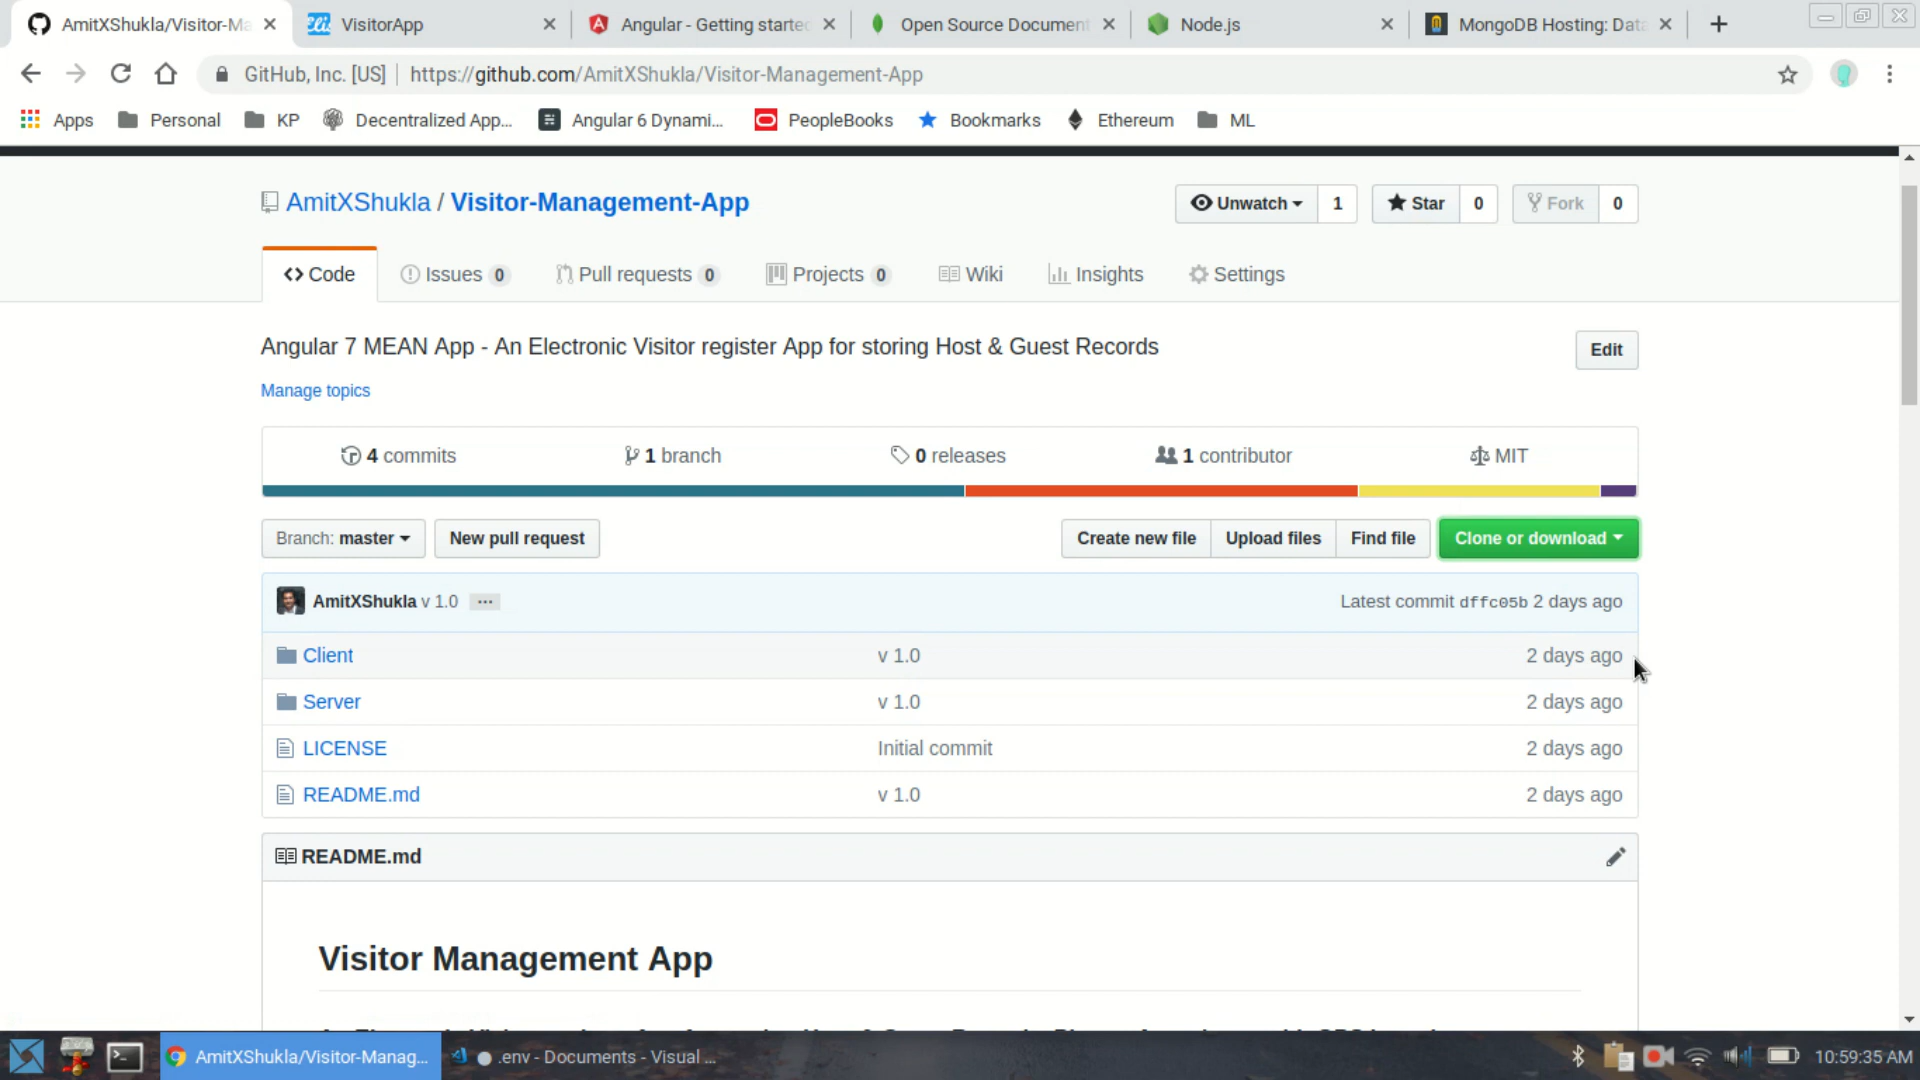 AmitXShukla/Visitor-Ma
VisitorApp
Angular - Getting started
Open Source Document
Node.js
MongoDB Hosting: Data
GitHub, Inc. [US]
https://github.com/AmitXShukla/Visitor-Management-App
Apps
Personal
KP
Decentralized App...
Angular 6 Dynami...
PeopleBooks
Bookmarks
Ethereum
ML
AmitXShukla / Visitor-Management-App
Unwatch 1
Star 0
Fork 0
Code
Issues 0
Pull requests 0
Projects 0
Wiki
Insights
Settings
Angular 7 MEAN App - An Electronic Visitor register App for storing Host & Guest Records
Edit
Manage topics
4 commits
1 branch
0 releases
1 contributor
MIT
Branch: master
New pull request
Create new file
Upload files
Find file
Clone or download
AmitXShukla v 1.0 ...
Latest commit dffc05b 2 days ago
Client v 1.0 2 days ago
Server v 1.0 2 days ago
LICENSE Initial commit 2 days ago
README.md v 1.0 2 days ago
README.md
Visitor Management App
AmitXShukla/Visitor-Manag...
● .env - Documents - Visual ...
10:59:35 AM